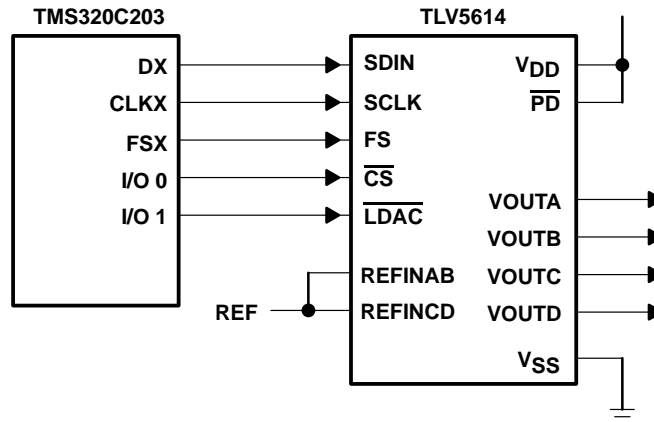 TMS320C203
DX
CLKX
FSX
I/O 0
I/O 1
REF
TLV5614
SDIN
SCLK
FS
CS
LDAC
REFINAB
REFINCD
VDD
PD
VOUTA
VOUTB
VOUTC
VOUTD
VSS